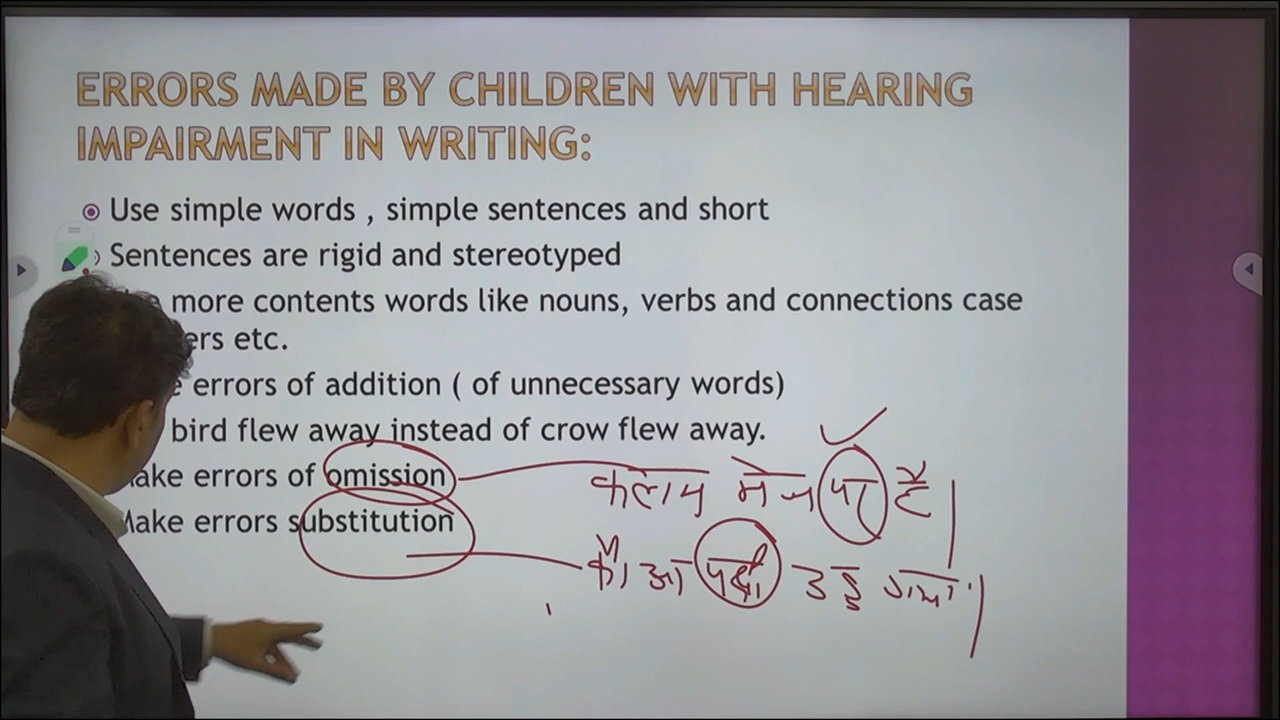 ERRORS MADE BY CHILDREN WITH HEARING
IMPAIRMENT IN WRITING:
Use simple words , simple sentences and short
Sentences are rigid and stereotyped
more contents words like nouns, verbs and connections case
etc.
errors of addition ( of unnecessary words)
bird flew away instead of crow flew away.
errors of omission
कलम मेज पर है।
Make errors substitution
कौआ पक्षी उड़ गया।